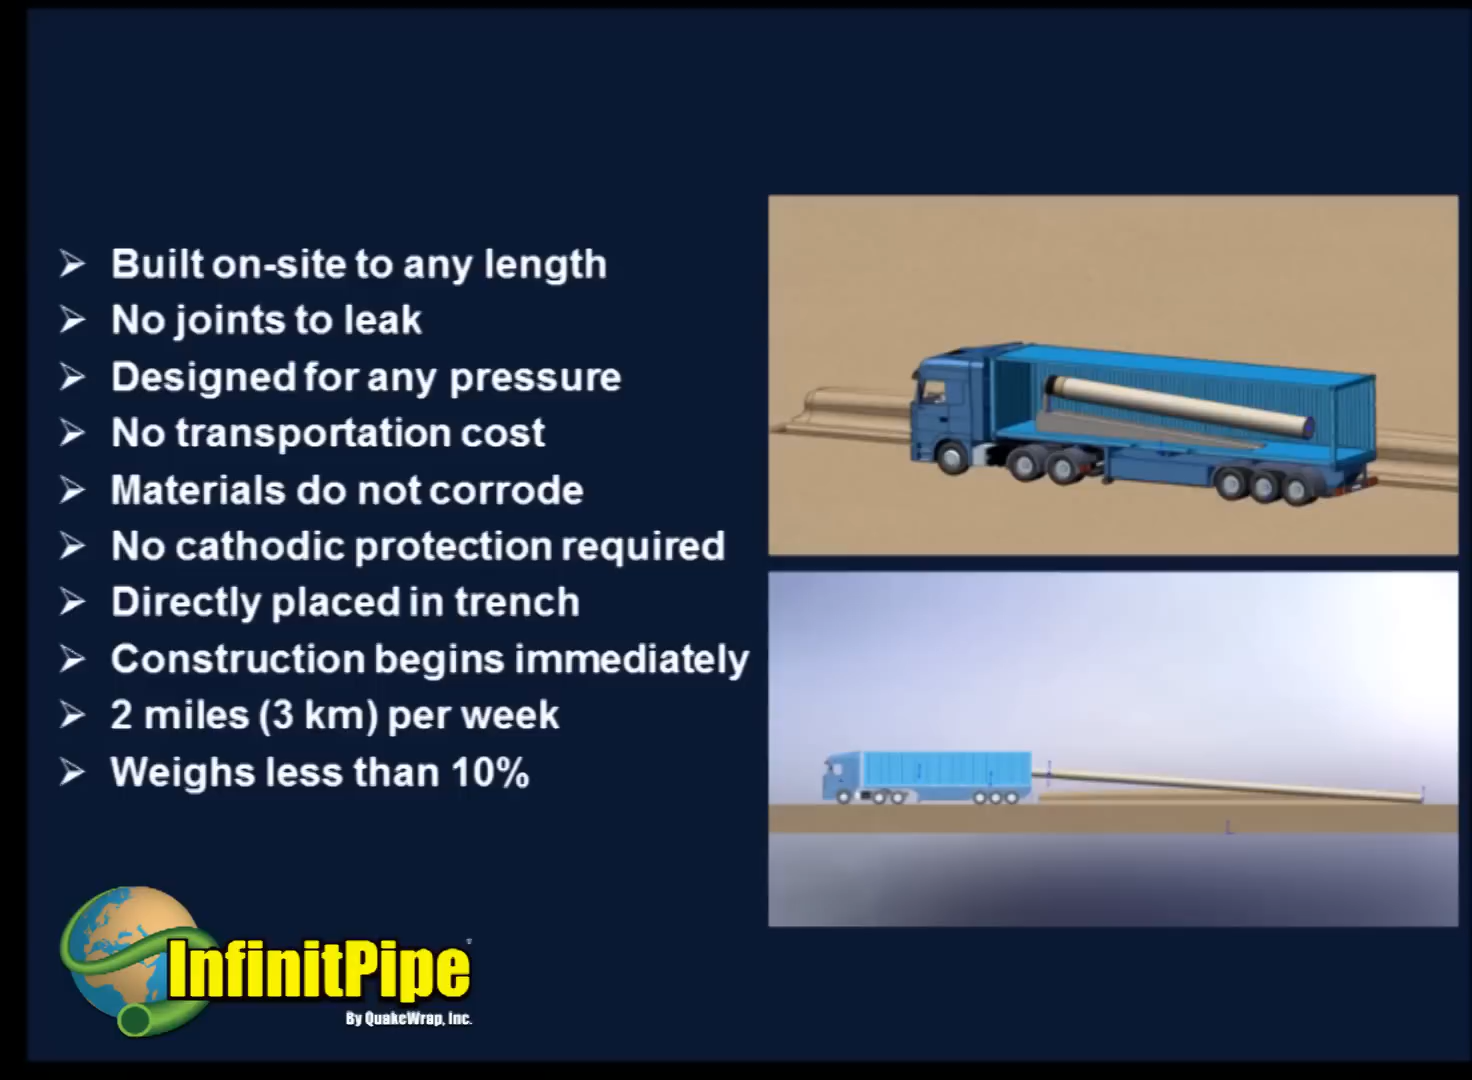 Built on-site to any length
No joints to leak
Designed for any pressure
No transportation cost
Materials do not corrode
No cathodic protection required
Directly placed in trench
Construction begins immediately
2 miles (3 km) per week
Weighs less than 10%
InfinitPipe
By QuakeWrap, Inc.
L